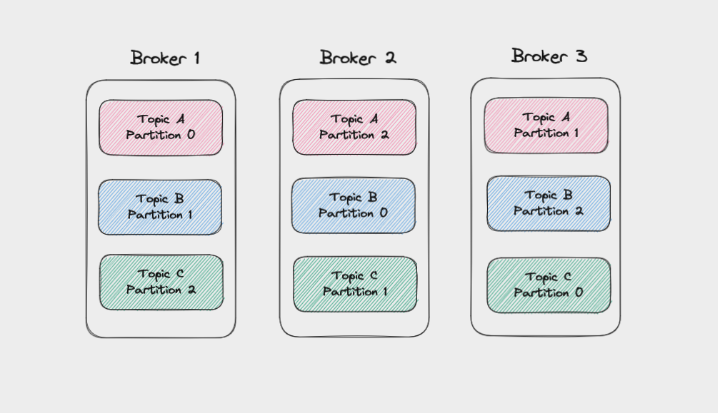 Broker 1
Topic A
Partition 0
Topic B
Partition 1
Topic C
Partition 2
Broker 2
Topic A
Partition 2
Topic B
Partition 0
Topic C
Partition 1
Broker 3
Topic A
Partition 1
Topic B
Partition 2
Topic C
Partition 0